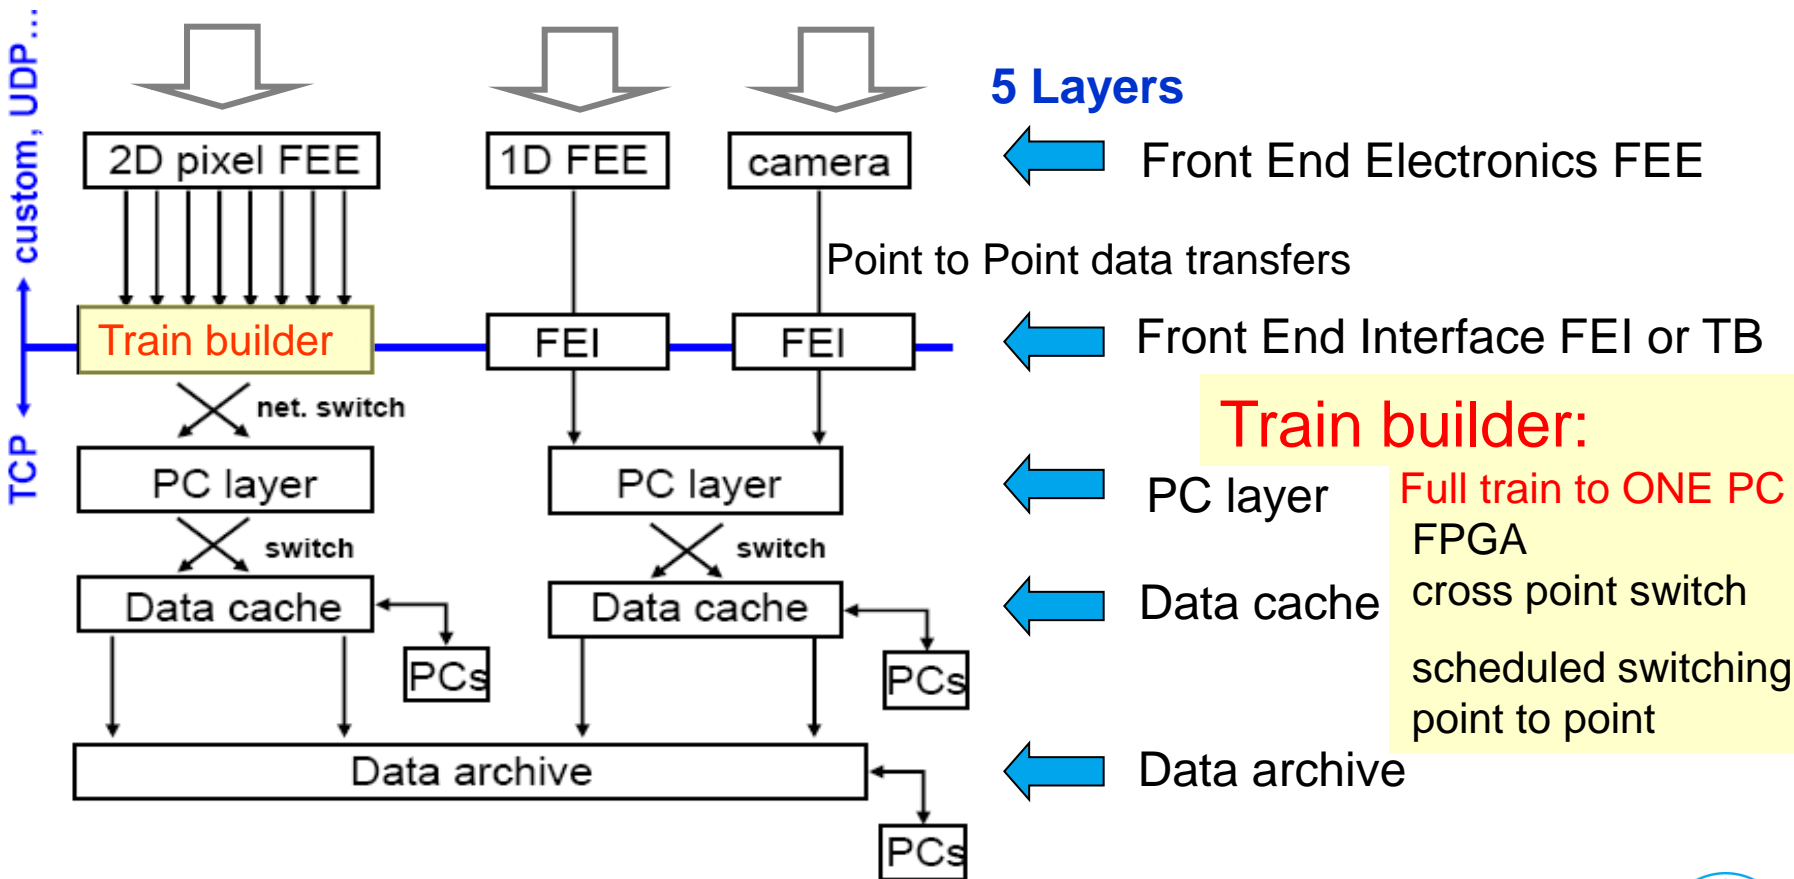 custom, UDP...
TCP
5 Layers
2D pixel FEE
1D FEE
camera
Front End Electronics FEE
Point to Point data transfers
Train builder
FEI
FEI
Front End Interface FEI or TB
net. switch
Train builder:
PC layer
PC layer
PC layer
Full train to ONE PC
FPGA
cross point switch
scheduled switching
point to point
switch
switch
Data cache
Data cache
Data cache
PCs
PCs
Data archive
Data archive
PCs